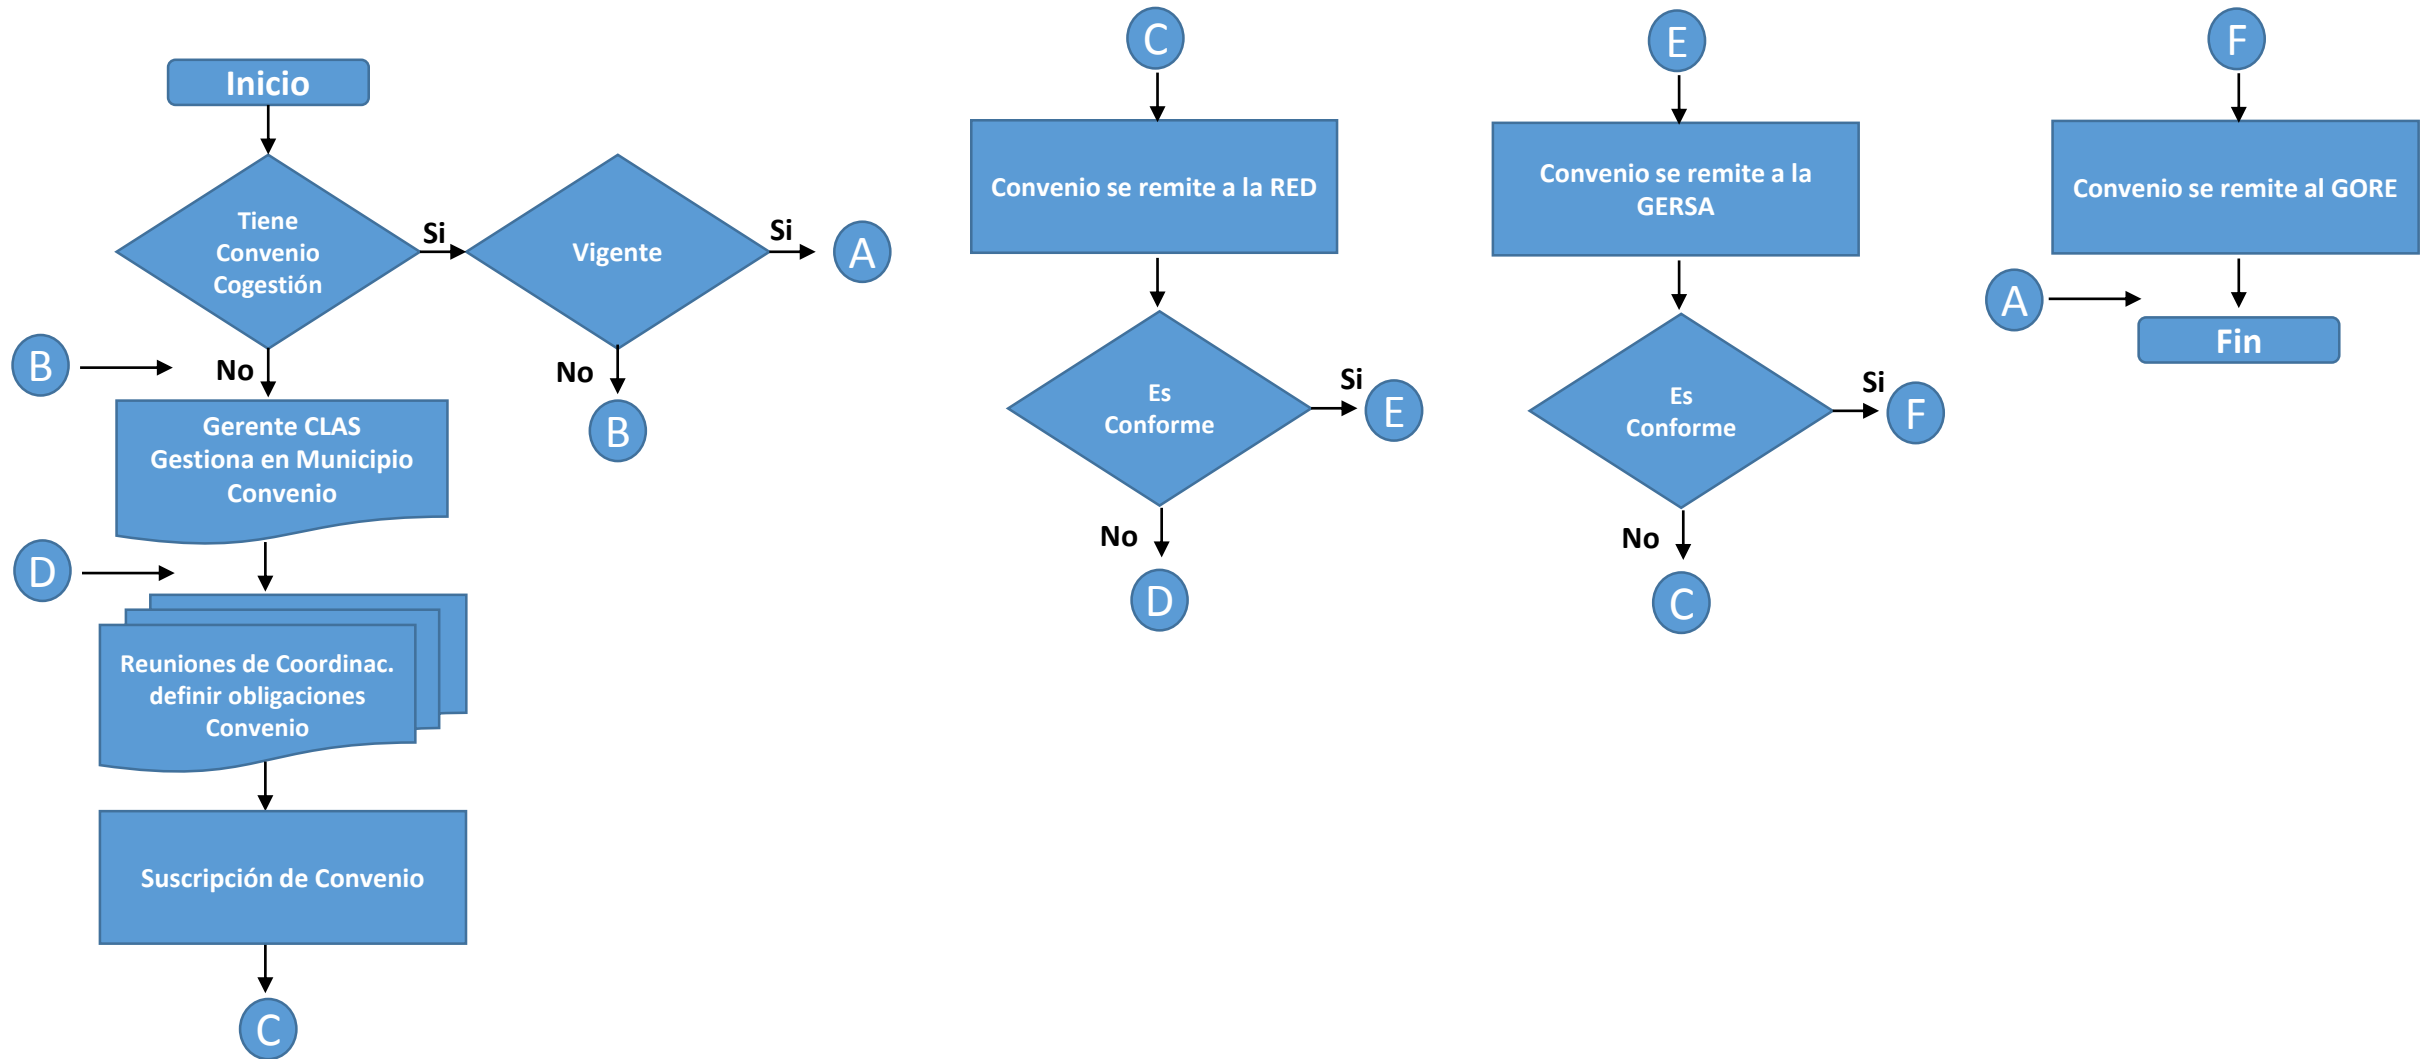 Inicio
Tiene
Convenio
Cogestión
Si
Vigente
Si
A
B
No
No
B
Gerente CLAS
Gestiona en Municipio
Convenio
D
Reuniones de Coordinac.
definir obligaciones
Convenio
Suscripción de Convenio
C
C
Convenio se remite a la RED
Es
Conforme
Si
E
No
D
E
Convenio se remite a la
GERSA
Es
Conforme
Si
F
No
C
F
Convenio se remite al GORE
A
Fin